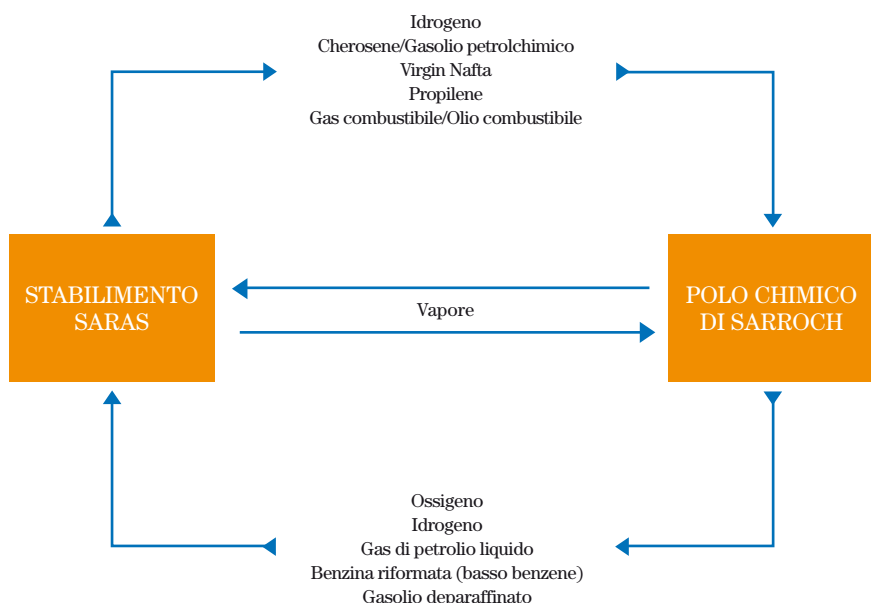 Idrogeno
Cherosene/Gasolio petrolchimico
Virgin Nafta
Propilene
Gas combustibile/Olio combustibile
STABILIMENTO
SARAS
Vapore
POLO CHIMICO
DI SARROCH
Ossigeno
Idrogeno
Gas di petrolio liquido
Benzina riformata (basso benzene)
Gasolio deparaffinato